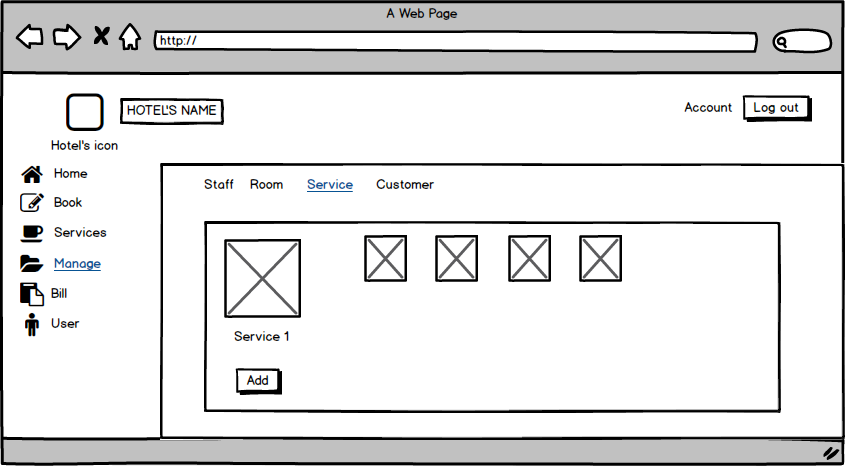 A Web Page
http://
HOTEL'S NAME
Account
Log out
Hotel's icon
Home
Book
Services
Manage
Bill
User
Staff Room Service Customer
Service 1
Add